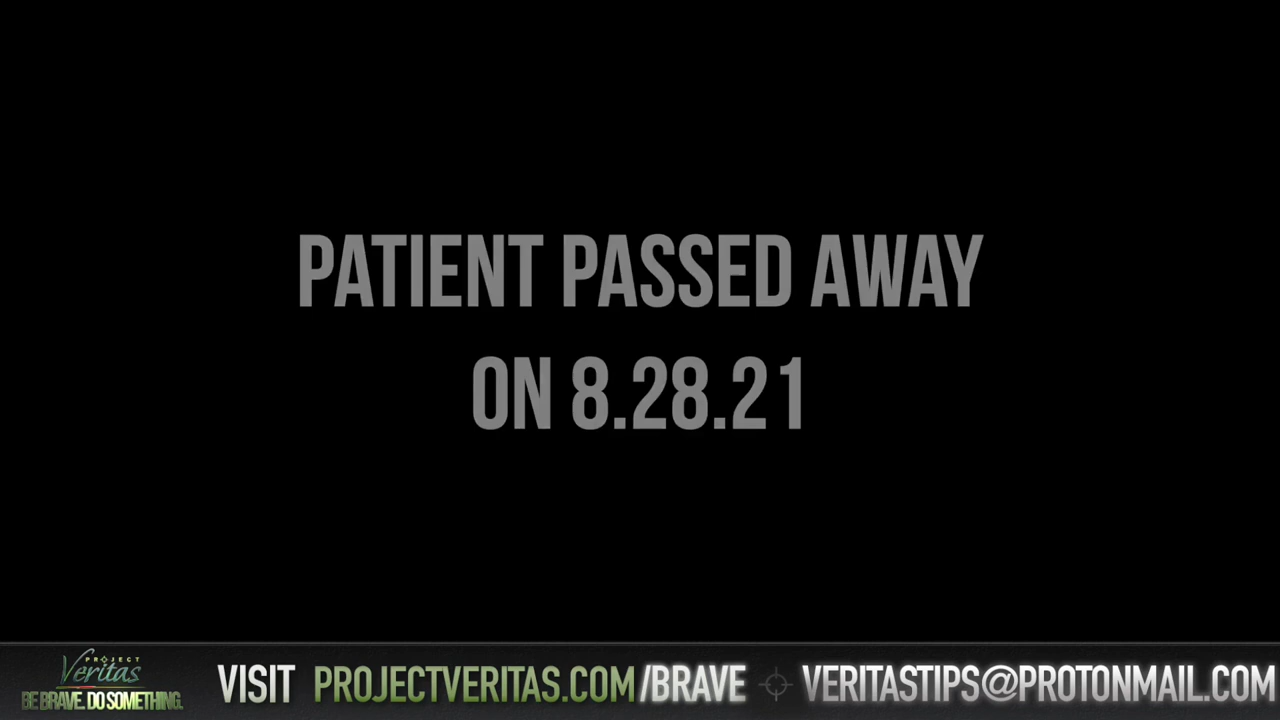 PATIENT PASSED AWAY
ON 8.28.21
PROJECT
Veritas
BE BRAVE. DO SOMETHING.
VISIT PROJECTVERITAS.COM/BRAVE VERITASTIPS@PROTONMAIL.COM